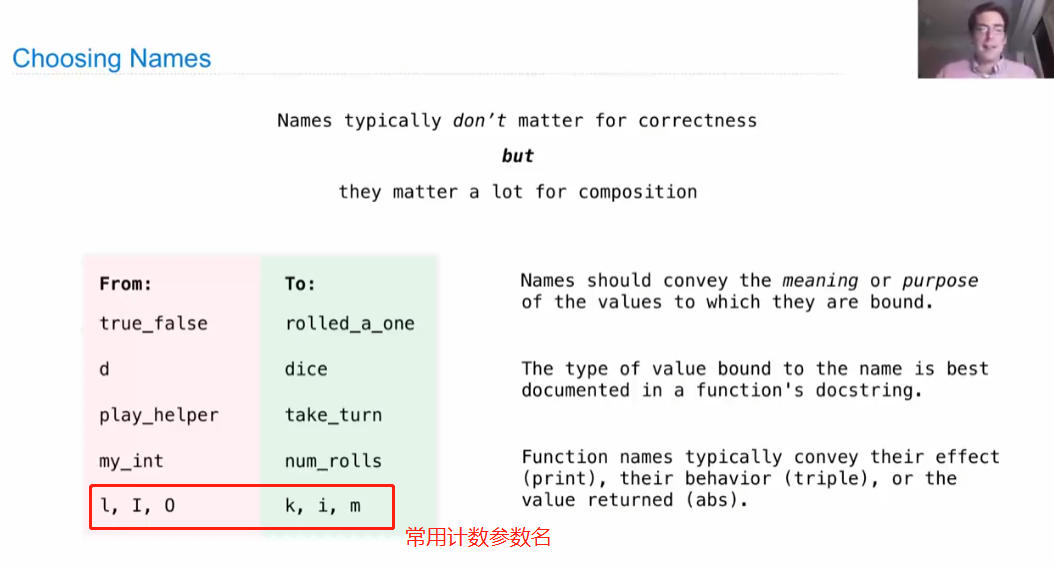 Choosing Names
Names typically don't matter for correctness
but
they matter a lot for composition
From: To:
true_false rolled_a_one
d dice
play_helper take_turn
my_int num_rolls
l, I, O k, i, m
常用计数参数名
Names should convey the meaning or purpose
of the values to which they are bound.
The type of value bound to the name is best
documented in a function's docstring.
Function names typically convey their effect
(print), their behavior (triple), or the
value returned (abs).